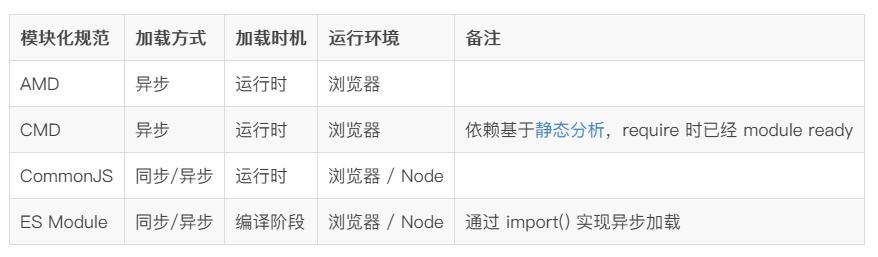 模块化规范 加载方式 加载时机 运行环境 备注
AMD 异步 运行时 浏览器
CMD 异步 运行时 浏览器 依赖基于静态分析，require 时已经 module ready
CommonJS 同步/异步 运行时 浏览器 / Node
ES Module 同步/异步 编译阶段 浏览器 / Node 通过 import() 实现异步加载